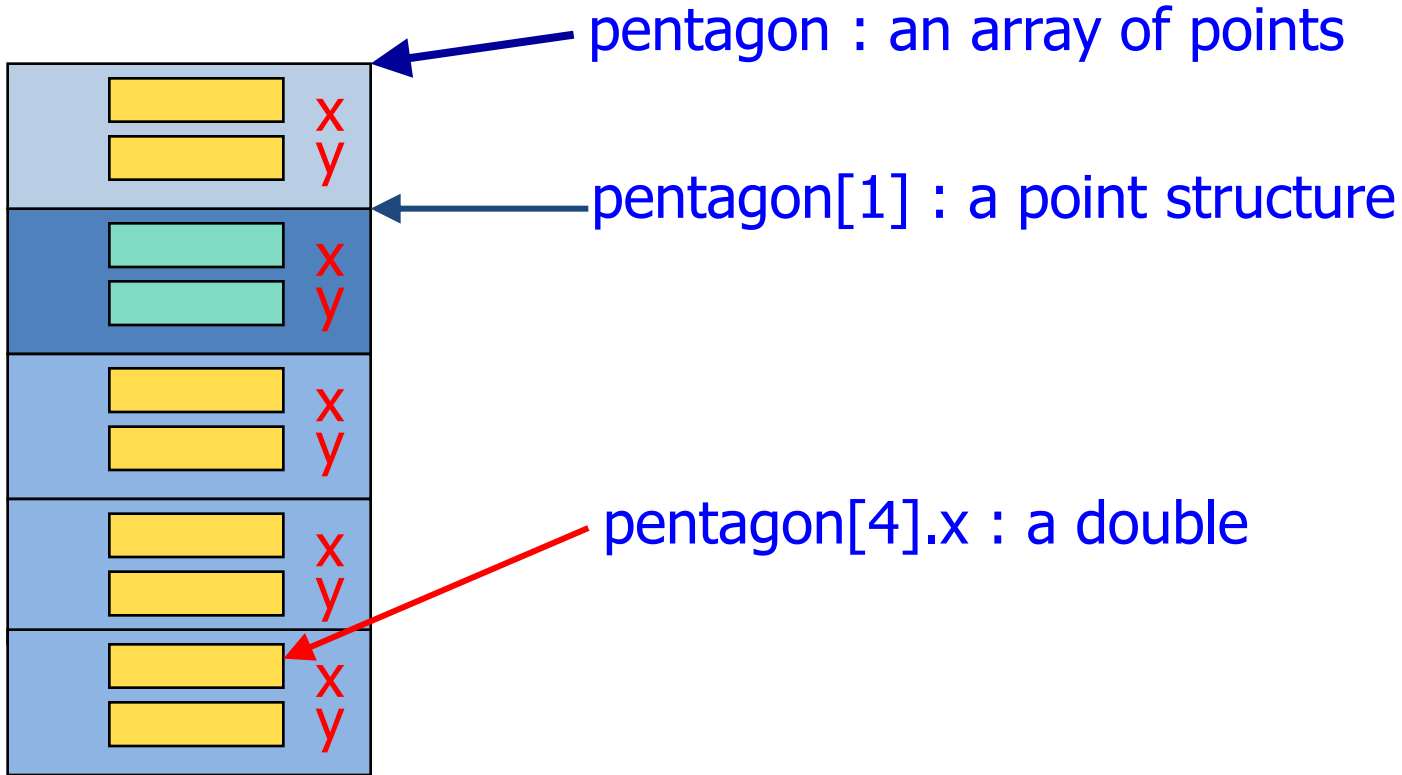 pentagon : an array of points
x
y
pentagon[1] : a point structure
x
y
x
y
pentagon[4].x : a double
x
y
x
y